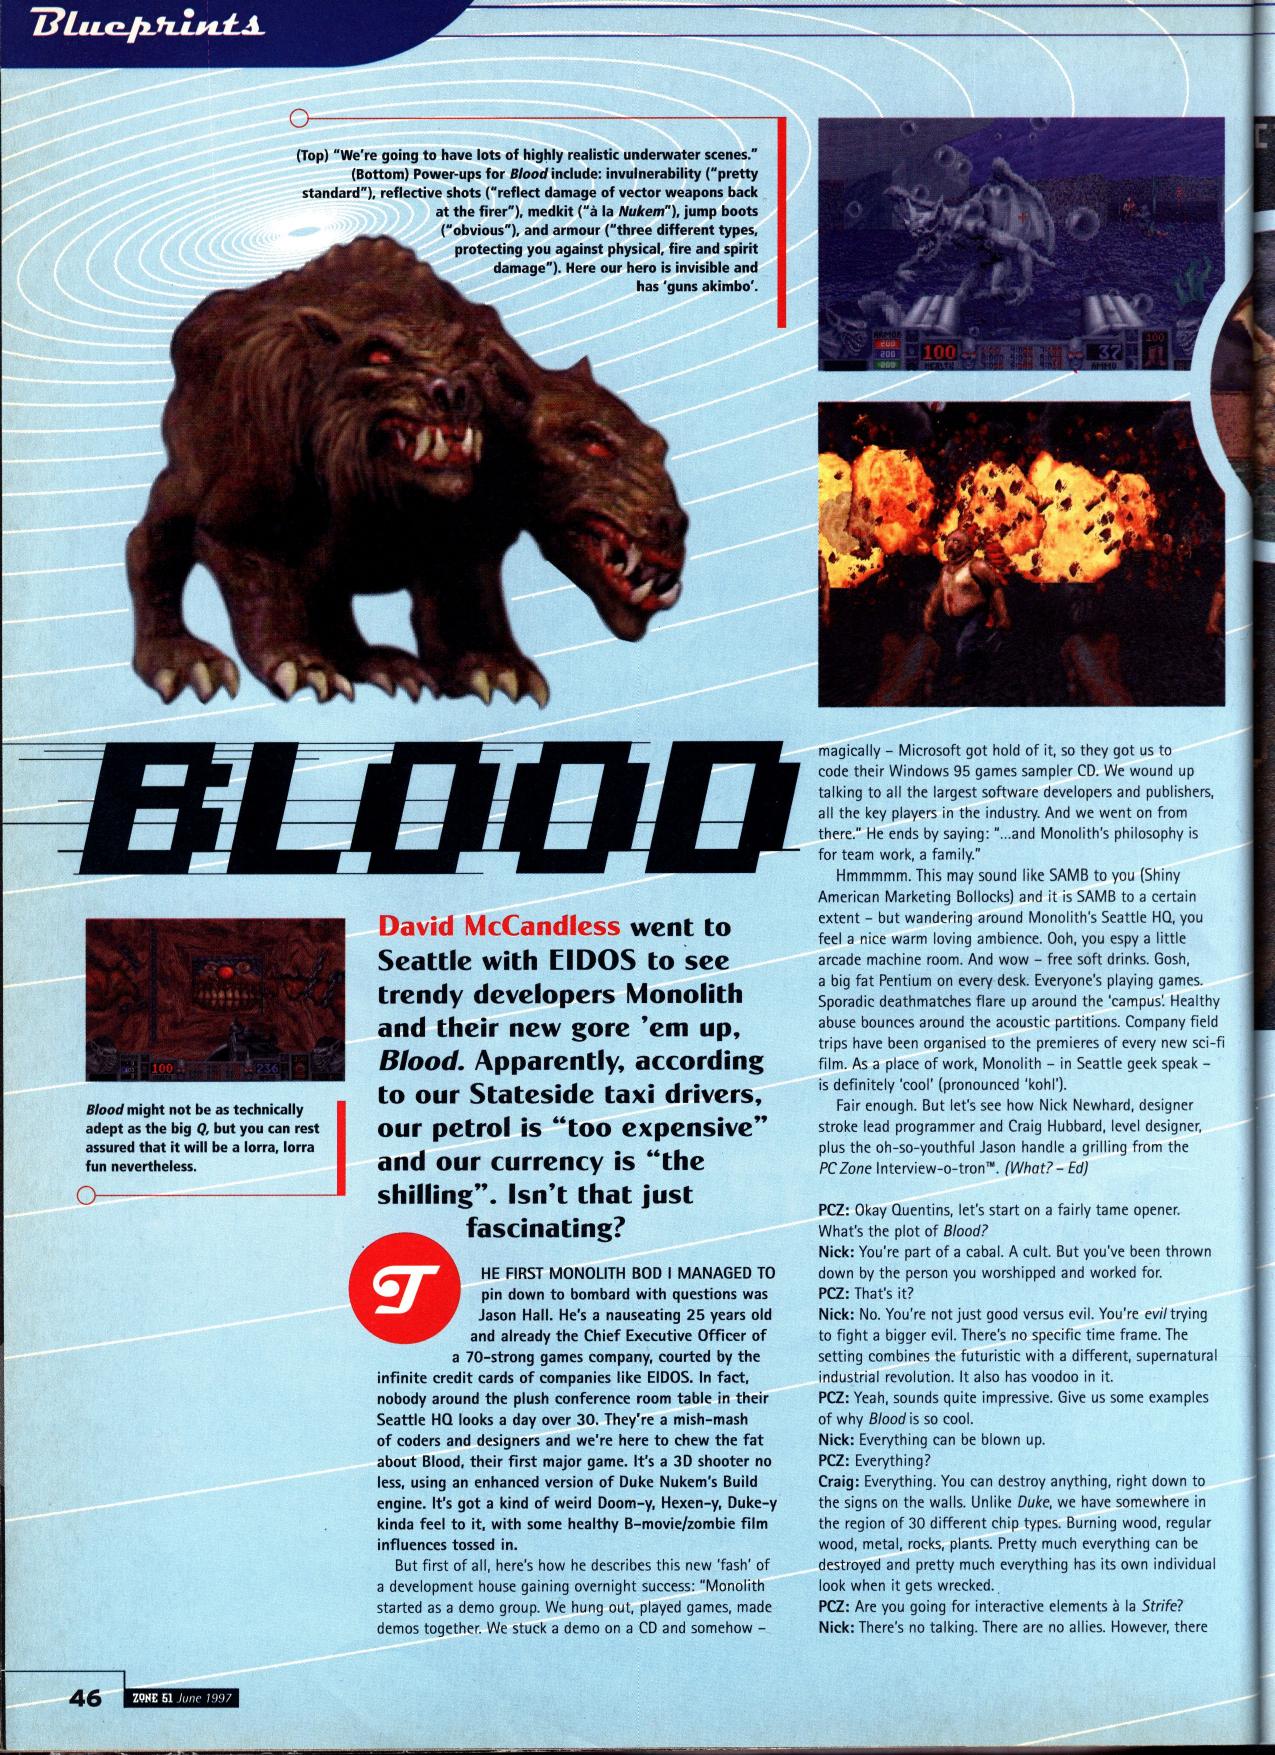 Blueprints
(Top) “We’re going to have lots of highly realistic underwater scenes.”
(Bottom) Power-ups for Blood include: invulnerability (“pretty
standard”), reflective shots (“reflect damage of vector weapons back
at the firer”), medkit (“à la Nukem”), jump boots
(“obvious”), and armour (“three different types,
protecting you against physical, fire and spirit
damage”). Here our hero is invisible and
has ‘guns akimbo’.
ARMOR
200
200
200
100
HEALTH
37
AMMO
100
BLOOD
100
236
Blood might not be as technically
adept as the big Q, but you can rest
assured that it will be a lorra, lorra
fun nevertheless.
David McCandless went to
Seattle with EIDOS to see
trendy developers Monolith
and their new gore ’em up,
Blood. Apparently, according
to our Stateside taxi drivers,
our petrol is “too expensive”
and our currency is “the
shilling”. Isn’t that just
fascinating?
THE FIRST MONOLITH BOD I MANAGED TO
pin down to bombard with questions was
Jason Hall. He’s a nauseating 25 years old
and already the Chief Executive Officer of
a 70-strong games company, courted by the
infinite credit cards of companies like EIDOS. In fact,
nobody around the plush conference room table in their
Seattle HQ looks a day over 30. They’re a mish-mash
of coders and designers and we’re here to chew the fat
about Blood, their first major game. It’s a 3D shooter no
less, using an enhanced version of Duke Nukem’s Build
engine. It’s got a kind of weird Doom-y, Hexen-y, Duke-y
kinda feel to it, with some healthy B-movie/zombie film
influences tossed in.
But first of all, here’s how he describes this new ‘fash’ of
a development house gaining overnight success: “Monolith
started as a demo group. We hung out, played games, made
demos together. We stuck a demo on a CD and somehow –
magically – Microsoft got hold of it, so they got us to
code their Windows 95 games sampler CD. We wound up
talking to all the largest software developers and publishers,
all the key players in the industry. And we went on from
there.” He ends by saying: “...and Monolith’s philosophy is
for team work, a family.”
Hmmmmm. This may sound like SAMB to you (Shiny
American Marketing Bollocks) and it is SAMB to a certain
extent – but wandering around Monolith’s Seattle HQ, you
feel a nice warm loving ambience. Ooh, you espy a little
arcade machine room. And wow – free soft drinks. Gosh,
a big fat Pentium on every desk. Everyone’s playing games.
Sporadic deathmatches flare up around the ‘campus’. Healthy
abuse bounces around the acoustic partitions. Company field
trips have been organised to the premieres of every new sci-fi
film. As a place of work, Monolith – in Seattle geek speak –
is definitely ‘cool’ (pronounced ‘kohl’).
Fair enough. But let’s see how Nick Newhard, designer
stroke lead programmer and Craig Hubbard, level designer,
plus the oh-so-youthful Jason handle a grilling from the
PC Zone Interview-o-tron™. (What? – Ed)
PCZ: Okay Quentins, let’s start on a fairly tame opener.
What’s the plot of Blood?
Nick: You’re part of a cabal. A cult. But you’ve been thrown
down by the person you worshipped and worked for.
PCZ: That’s it?
Nick: No. You’re not just good versus evil. You’re evil trying
to fight a bigger evil. There’s no specific time frame. The
setting combines the futuristic with a different, supernatural
industrial revolution. It also has voodoo in it.
PCZ: Yeah, sounds quite impressive. Give us some examples
of why Blood is so cool.
Nick: Everything can be blown up.
PCZ: Everything?
Craig: Everything. You can destroy anything, right down to
the signs on the walls. Unlike Duke, we have somewhere in
the region of 30 different chip types. Burning wood, regular
wood, metal, rocks, plants. Pretty much everything can be
destroyed and pretty much everything has its own individual
look when it gets wrecked.
PCZ: Are you going for interactive elements à la Strife?
Nick: There’s no talking. There are no allies. However, there
46
ZONE 51 June 1997